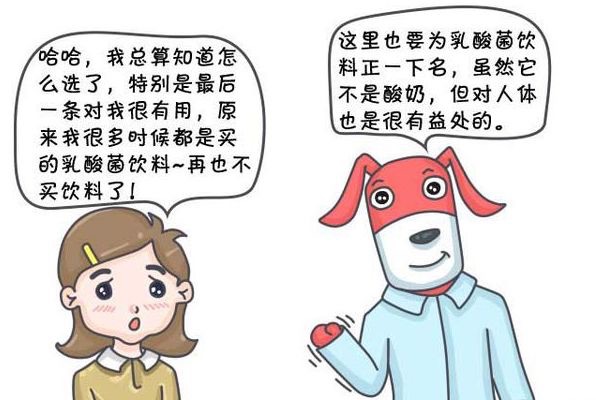 哈哈，我总算知道怎
么选了，特别是最后
一条对我很有用，原
来我很多时候都是买
的乳酸菌饮料~再也不
买饮料了！
这里也要为乳酸菌饮
料正一下名，虽然它
不是酸奶，但对人体
也是很有益处的。